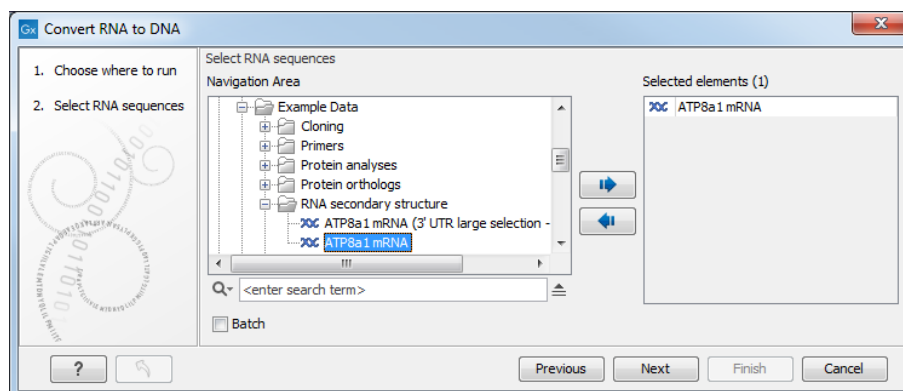 Gx Convert RNA to DNA
1. Choose where to run
2. Select RNA sequences
Select RNA sequences
Navigation Area
Example Data
Cloning
Primers
Protein analyses
Protein orthologs
RNA secondary structure
ATP8a1 mRNA (3' UTR large selection -
ATP8a1 mRNA
<enter search term>
Batch
Selected elements (1)
ATP8a1 mRNA
?
Previous
Next
Finish
Cancel